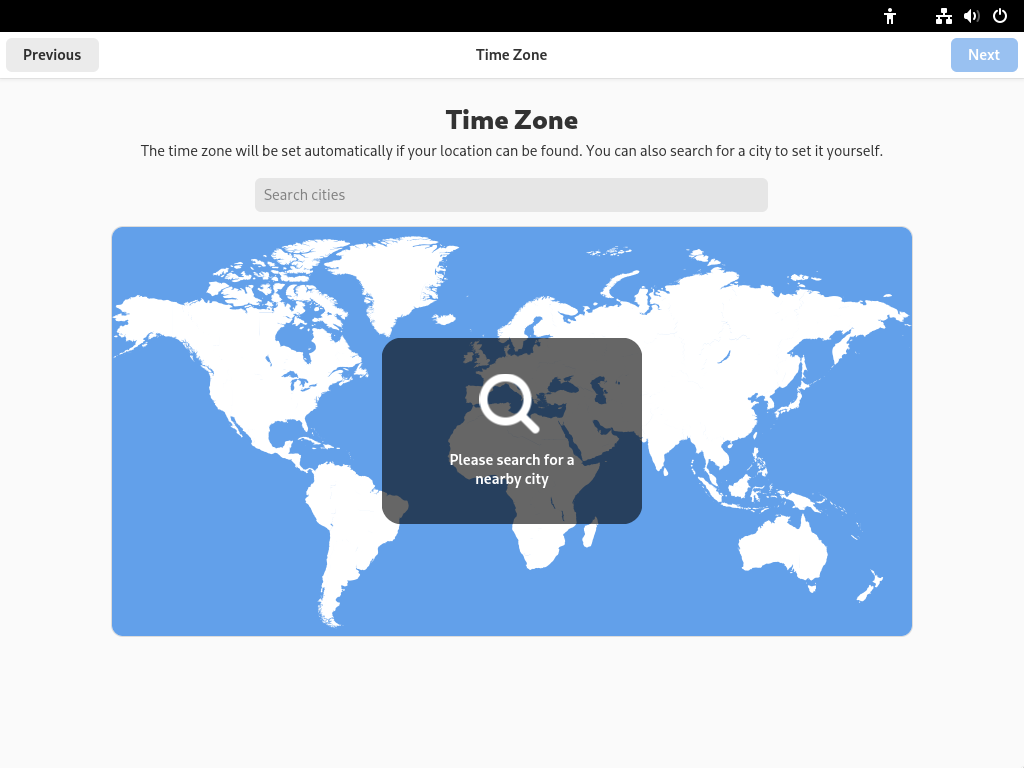 Previous
Time Zone
Next
Time Zone
The time zone will be set automatically if your location can be found. You can also search for a city to set it yourself.
Search cities
Please search for a
nearby city